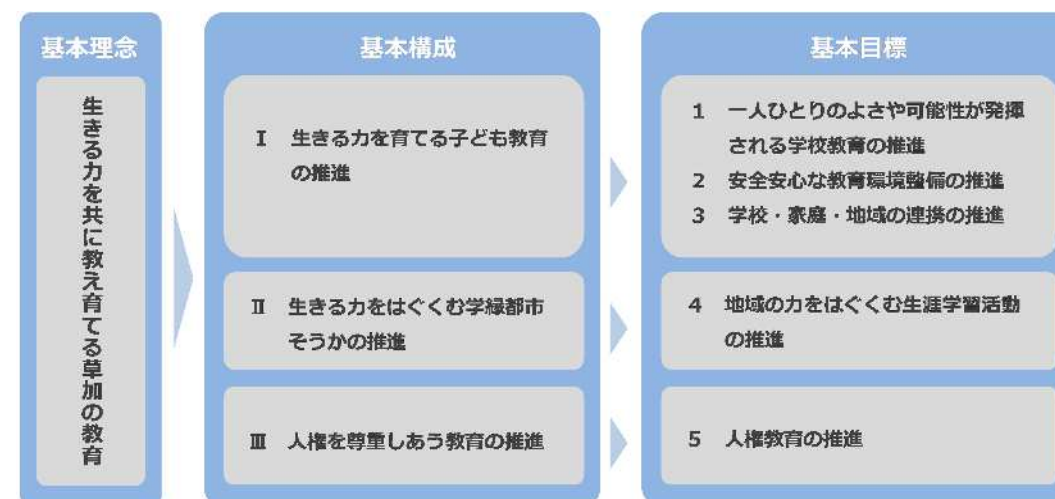 基本理念
生きる力を共に教え育てる草加の教育
基本構成
Ⅰ 生きる力を育てる子ども教育
の推進
Ⅱ 生きる力をはぐくむ学縁都市
そうかの推進
Ⅲ 人権を尊重しあう教育の推進
基本目標
1 一人ひとりのよさや可能性が発揮
される学校教育の推進
2 安全安心な教育環境整備の推進
3 学校・家庭・地域の連携の推進
4 地域の力をはぐくむ生涯学習活動
の推進
5 人権教育の推進